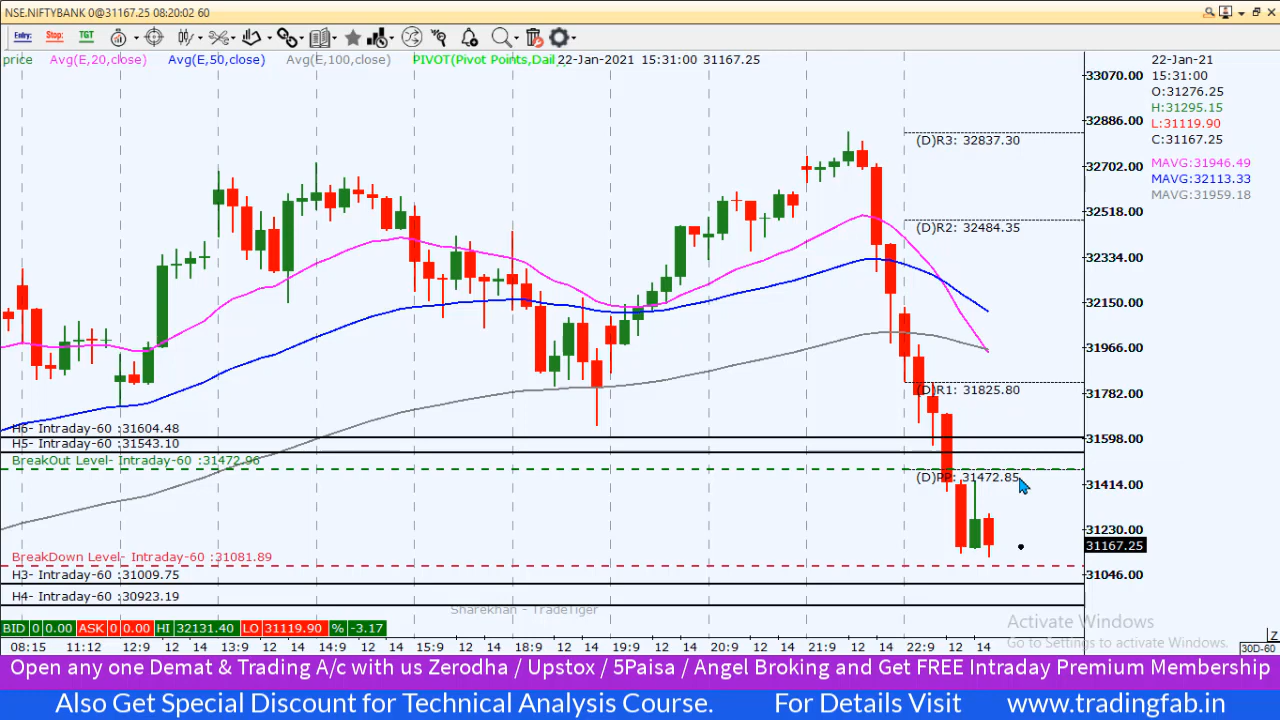 NSE.NIFTYBANK 0@31167.25 08:20:02 60
Entry: Stop: TGT
price Avg(E,20,close) Avg(E,50,close) Avg(E,100,close) PIVOT(Pivot Points,Daily) 22-Jan-2021 15:31:00 31167.25
22-Jan-21
15:31:00
O:31276.25
H:31295.15
L:31119.90
C:31167.25
MAVG:31946.49
MAVG:32113.33
MAVG:31959.18
33070.00
32886.00
32702.00
32518.00
32334.00
32150.00
31966.00
31782.00
31598.00
31414.00
31230.00
31167.25
31046.00
(D)R3: 32837.30
(D)R2: 32484.35
(D)R1: 31825.80
(D)PP: 31472.85
H6- Intraday-60 :31604.48
H5- Intraday-60 :31543.10
BreakOut Level- Intraday-60 :31472.96
BreakDown Level- Intraday-60 :31081.89
H3- Intraday-60 :31009.75
H4- Intraday-60 :30923.19
Sharekhan - TradeTiger
Activate Windows
Go to Settings to activate Windows.
BID 0 0.00 ASK 0 0.00 HI 32131.40 LO 31119.90 % -3.17
Z
08:15 11:12 12:9 12 14 13:9 12 14 14:9 12 14 15:9 12 14 18:9 12 14 19:9 12 14 20:9 12 14 21:9 12 14 22:9 12 14 30D-60
Open any one Demat & Trading A/c with us Zerodha / Upstox / 5Paisa / Angel Broking and Get FREE Intraday Premium Membership
Also Get Special Discount for Technical Analysis Course. For Details Visit www.tradingfab.in